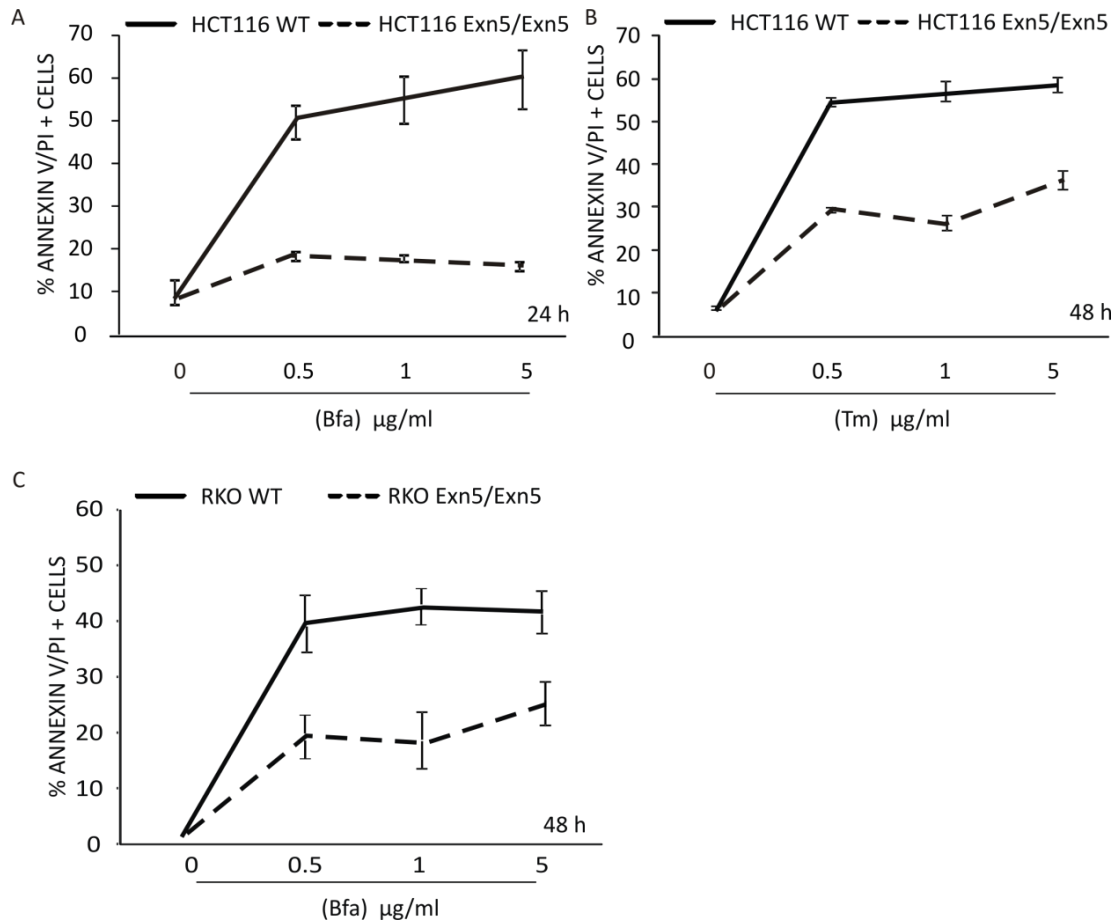 A
HCT116 WT HCT116 Exn5/Exn5
% ANNEXIN V/PI + CELLS
70
60
50
40
30
20
10
0
24 h
0 0.5 1 5
(Bfa) µg/ml
B
HCT116 WT HCT116 Exn5/Exn5
% ANNEXIN V/PI + CELLS
70
60
50
40
30
20
10
0
48 h
0 0.5 1 5
(Tm) µg/ml
C
RKO WT RKO Exn5/Exn5
% ANNEXIN V/PI + CELLS
60
50
40
30
20
10
0
48 h
0 0.5 1 5
(Bfa) µg/ml